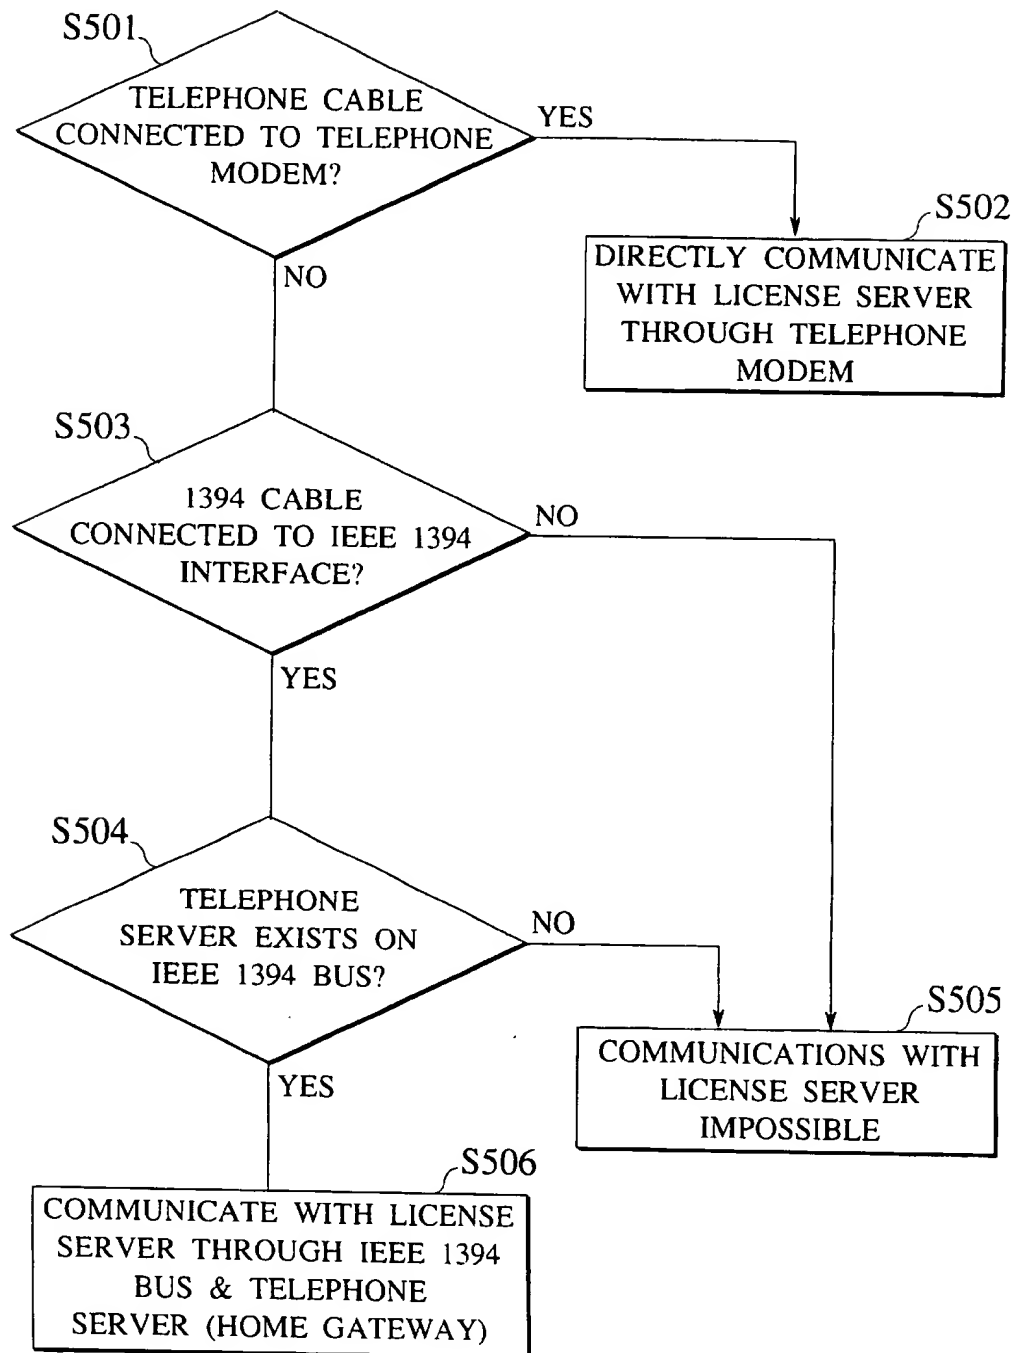 S501
TELEPHONE CABLE
CONNECTED TO TELEPHONE
MODEM?
YES
NO
S502
DIRECTLY COMMUNICATE
WITH LICENSE SERVER
THROUGH TELEPHONE
MODEM
S503
1394 CABLE
CONNECTED TO IEEE 1394
INTERFACE?
NO
YES
S504
TELEPHONE
SERVER EXISTS ON
IEEE 1394 BUS?
NO
YES
S505
COMMUNICATIONS WITH
LICENSE SERVER
IMPOSSIBLE
S506
COMMUNICATE WITH LICENSE
SERVER THROUGH IEEE 1394
BUS & TELEPHONE
SERVER (HOME GATEWAY)